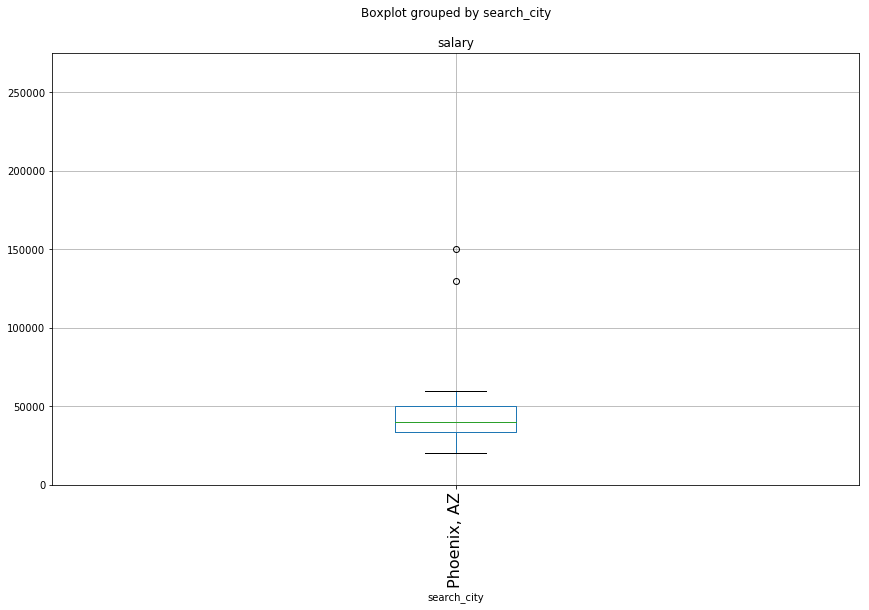 Boxplot grouped by search_city
salary
250000
200000
150000
100000
50000
0
Phoenix, AZ
search_city